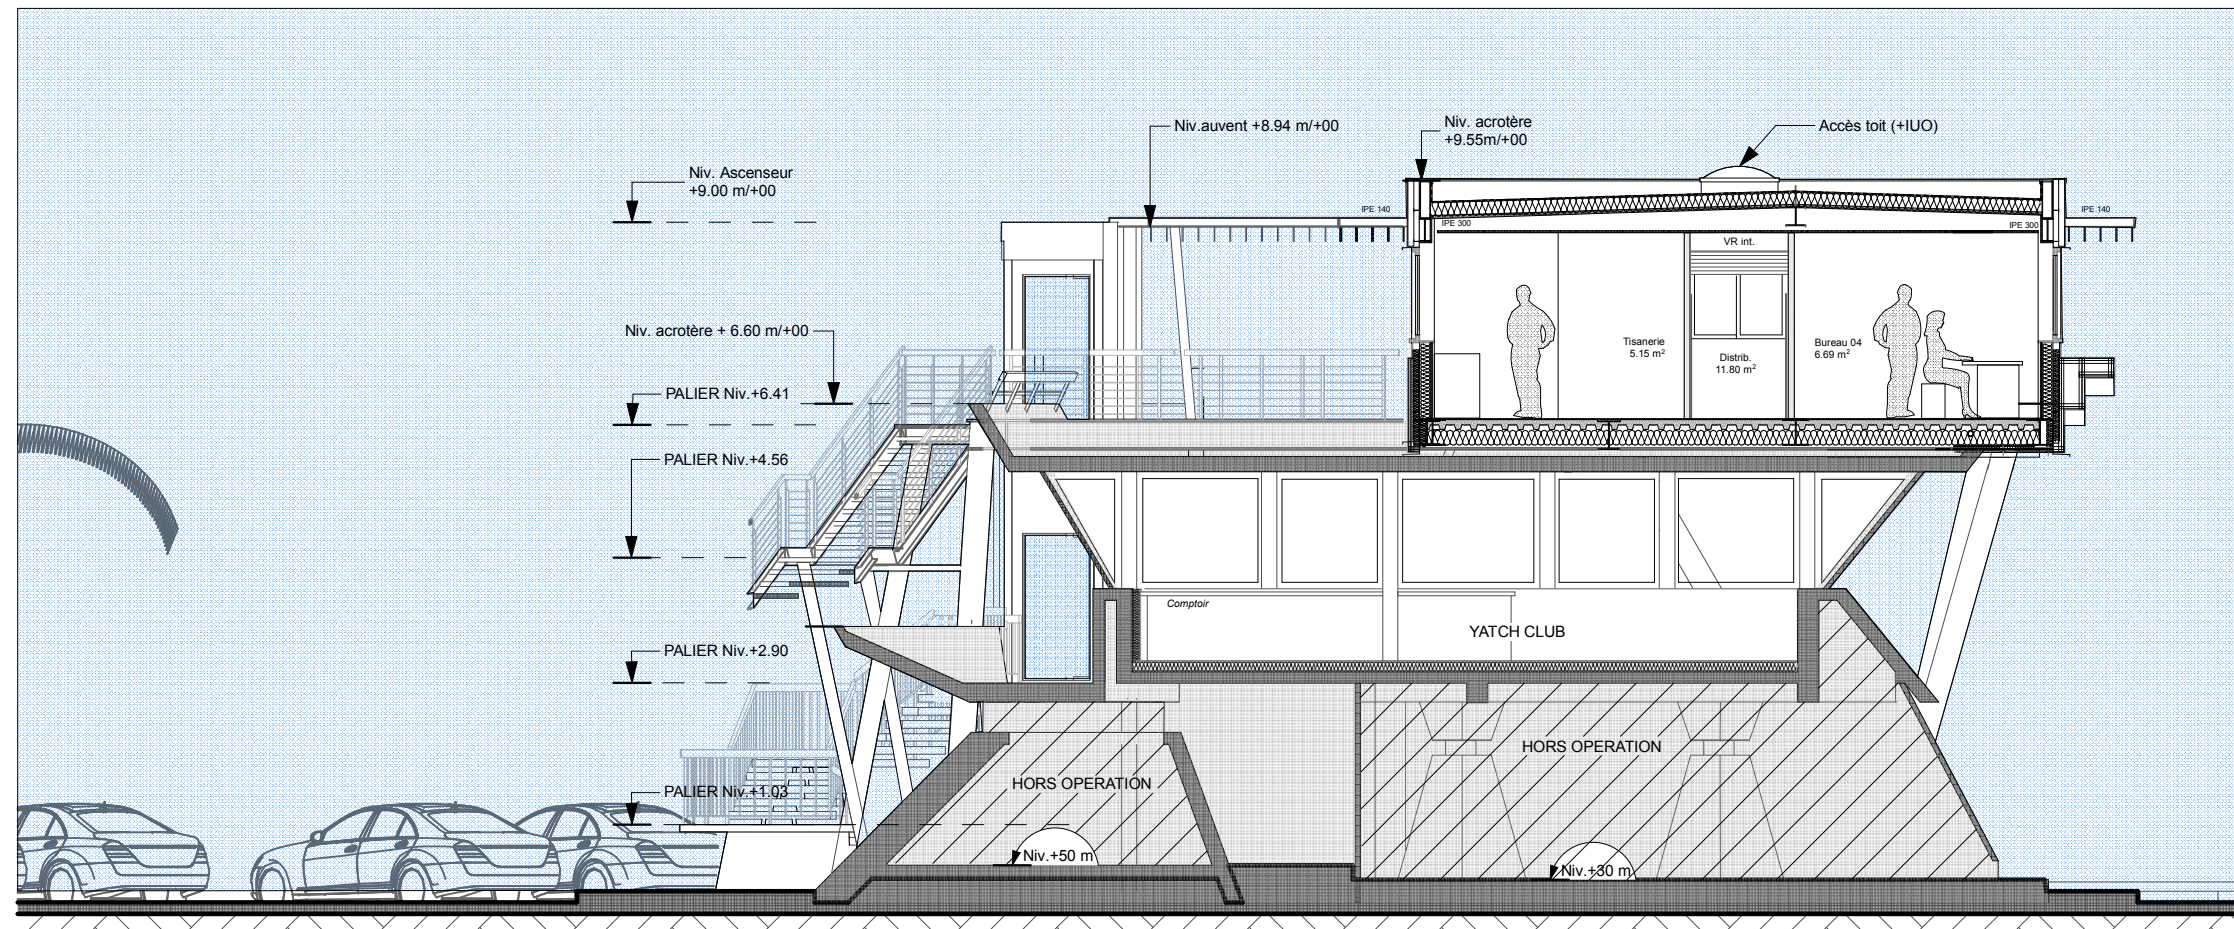 Niv.auvent +8.94 m/+00
Niv. acrotère
+9.55m/+00
Accès toit (+IUO)
Niv. Ascenseur
+9.00 m/+00
IPE 140
IPE 140
IPE 300
IPE 300
VR int.
Niv. acrotère + 6.60 m/+00
Tisanerie
5.15 m²
Distrib.
11.80 m²
Bureau 04
6.69 m²
PALIER Niv.+6.41
PALIER Niv.+4.56
Comptoir
YATCH CLUB
PALIER Niv.+2.90
HORS OPERATION
HORS OPERATION
PALIER Niv.+1.03
Niv.+50 m
Niv.+30 m